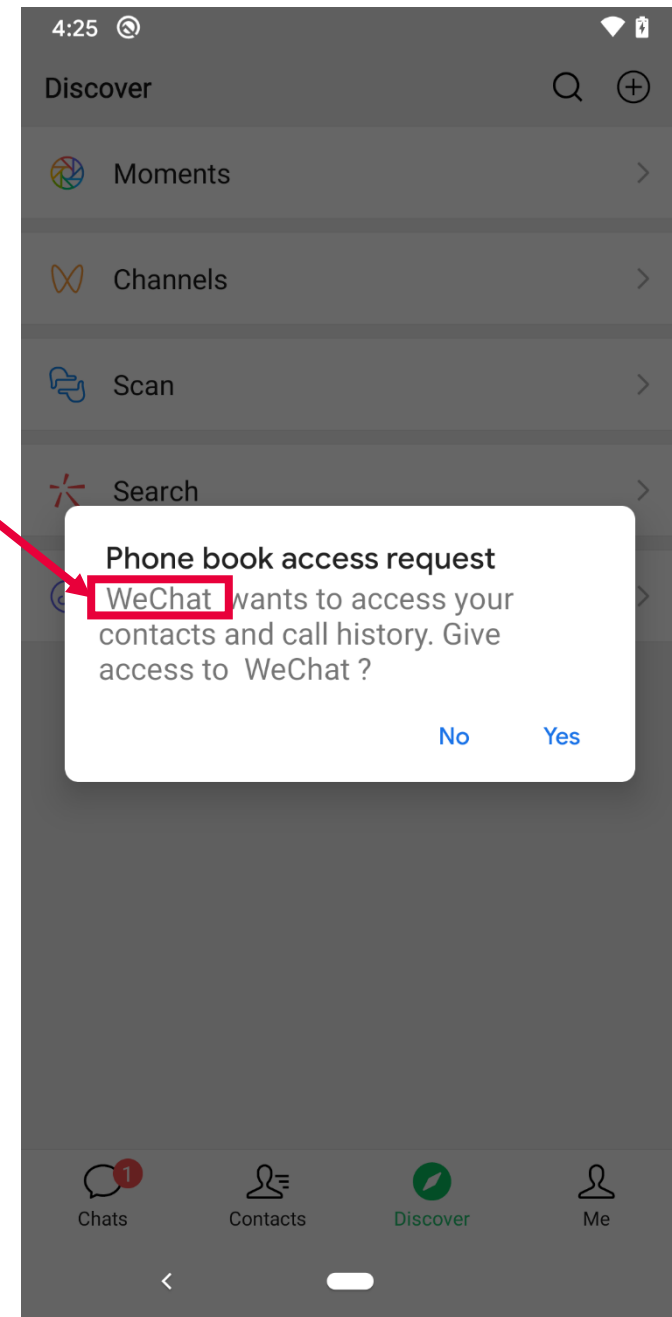 4:25
Discover
Moments
Channels
Scan
Search
Phone book access request
WeChat wants to access your
contacts and call history. Give
access to WeChat ?
No Yes
1
Chats Contacts Discover Me